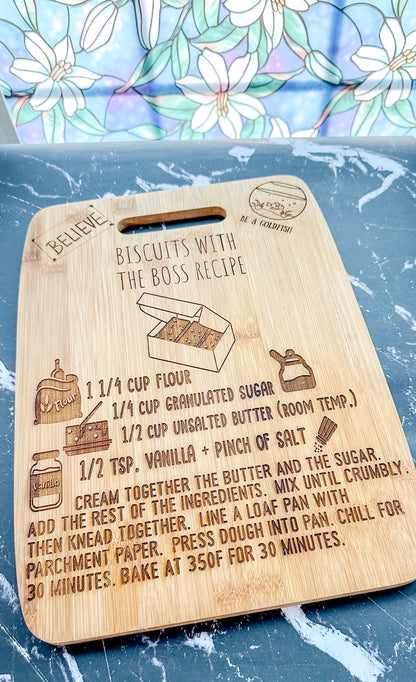 BELIEVE
BE A GOLDFISH
BISCUITS WITH
THE BOSS RECIPE
FLOUR
1 1/4 CUP FLOUR
1/4 CUP GRANULATED SUGAR
1/2 CUP UNSALTED BUTTER (ROOM TEMP.)
Vanilla
1/2 TSP. VANILLA + PINCH OF SALT
CREAM TOGETHER THE BUTTER AND THE SUGAR.
ADD THE REST OF THE INGREDIENTS. MIX UNTIL CRUMBLY.
THEN KNEAD TOGETHER. LINE A LOAF PAN WITH
PARCHMENT PAPER. PRESS DOUGH INTO PAN. CHILL FOR
30 MINUTES. BAKE AT 350F FOR 30 MINUTES.